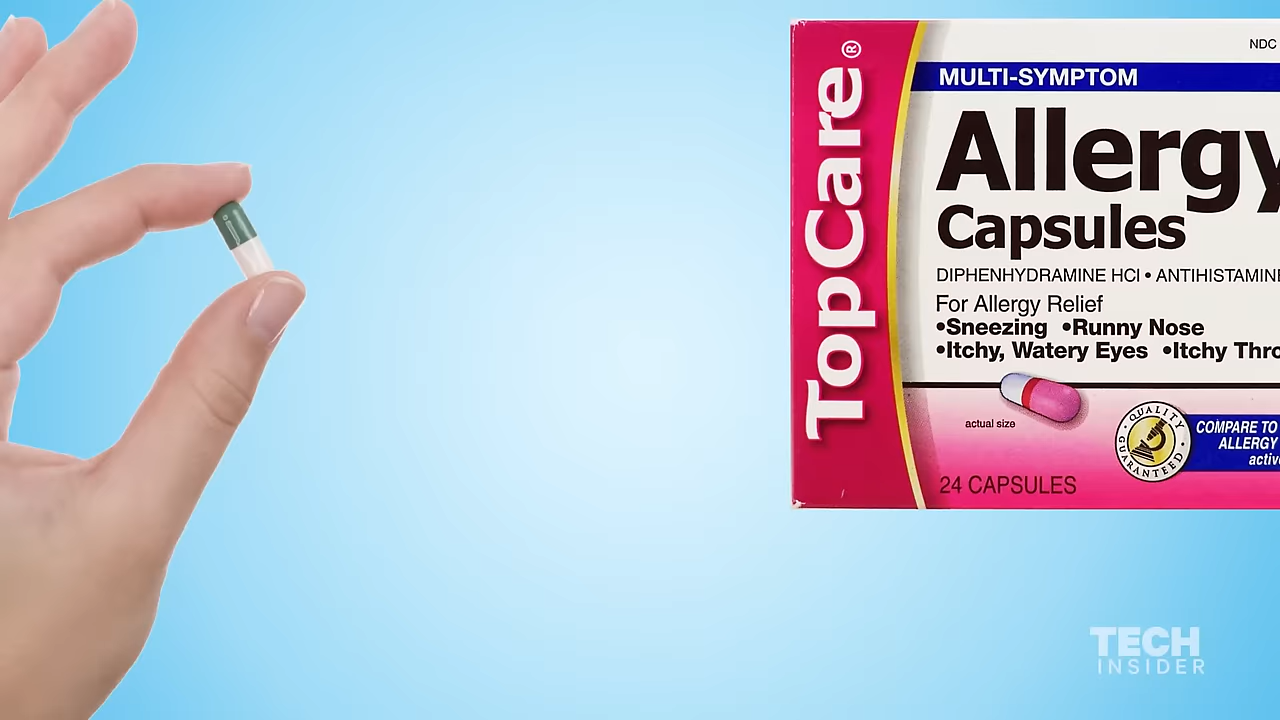 TopCare®
NDC
MULTI-SYMPTOM
Allergy
Capsules
DIPHENHYDRAMINE HCl • ANTIHISTAMINE
For Allergy Relief
•Sneezing •Runny Nose
•Itchy, Watery Eyes •Itchy Thro
actual size
QUALITY
GUARANTEED
COMPARE TO
ALLERGY
activ
24 CAPSULES
TECH
INSIDER